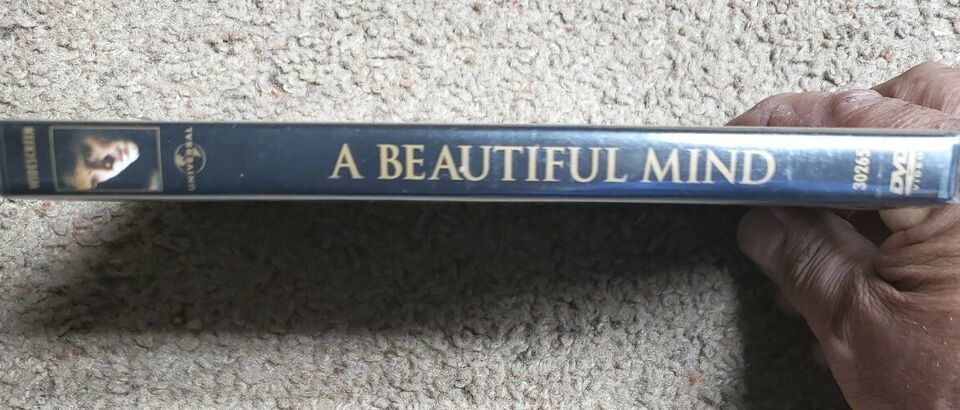 WIDESCREEN
UNIVERSAL
A BEAUTIFUL MIND
30265
DVD
VIDEO